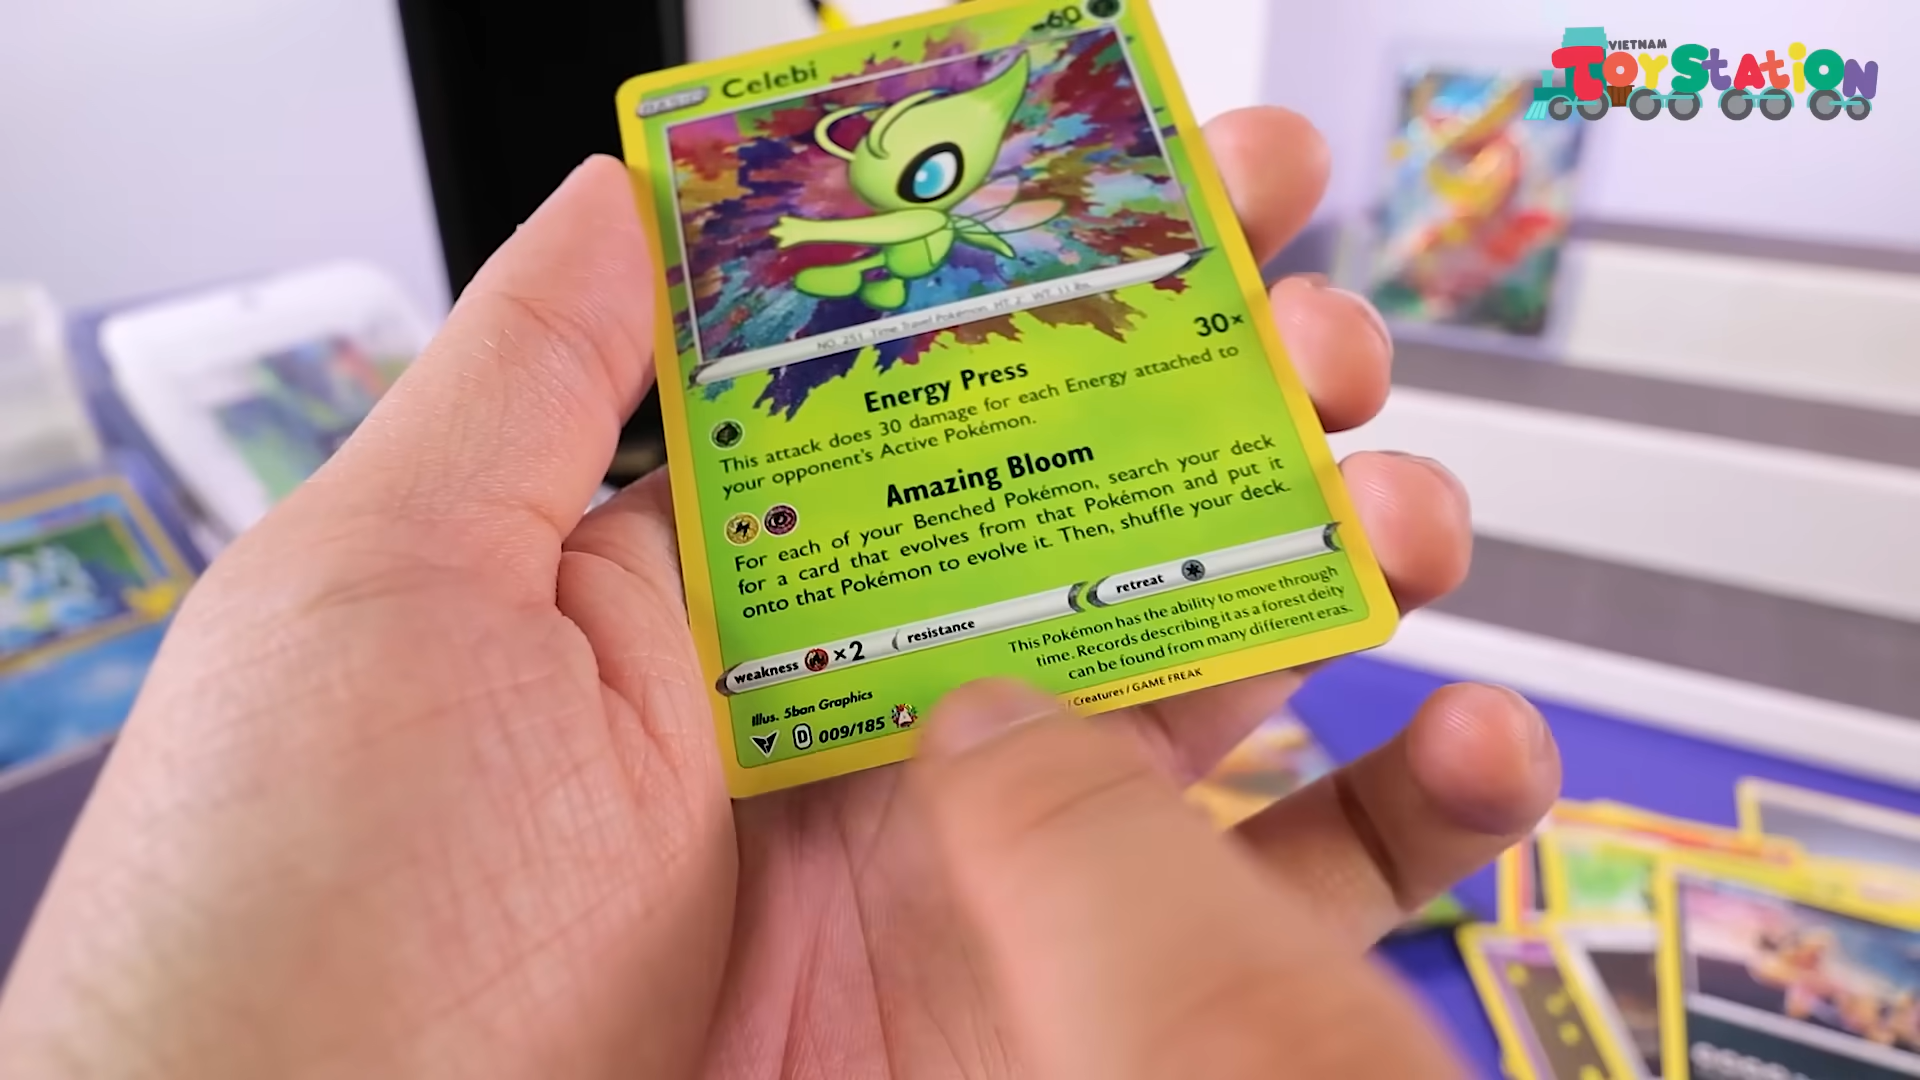 VIETNAM
ToyStation
BASIC
Celebi
60
NO. 251 Time Travel Pokémon HT: 2' WT: 11 lbs.
Energy Press
30×
This attack does 30 damage for each Energy attached to
your opponent's Active Pokémon.
Amazing Bloom
For each of your Benched Pokémon, search your deck
for a card that evolves from that Pokémon and put it
onto that Pokémon to evolve it. Then, shuffle your deck.
weakness ×2
resistance
retreat
This Pokémon has the ability to move through
time. Records describing it as a forest deity
can be found from many different eras.
Illus. 5ban Graphics
D 009/185 A
/ Creatures / GAME FREAK